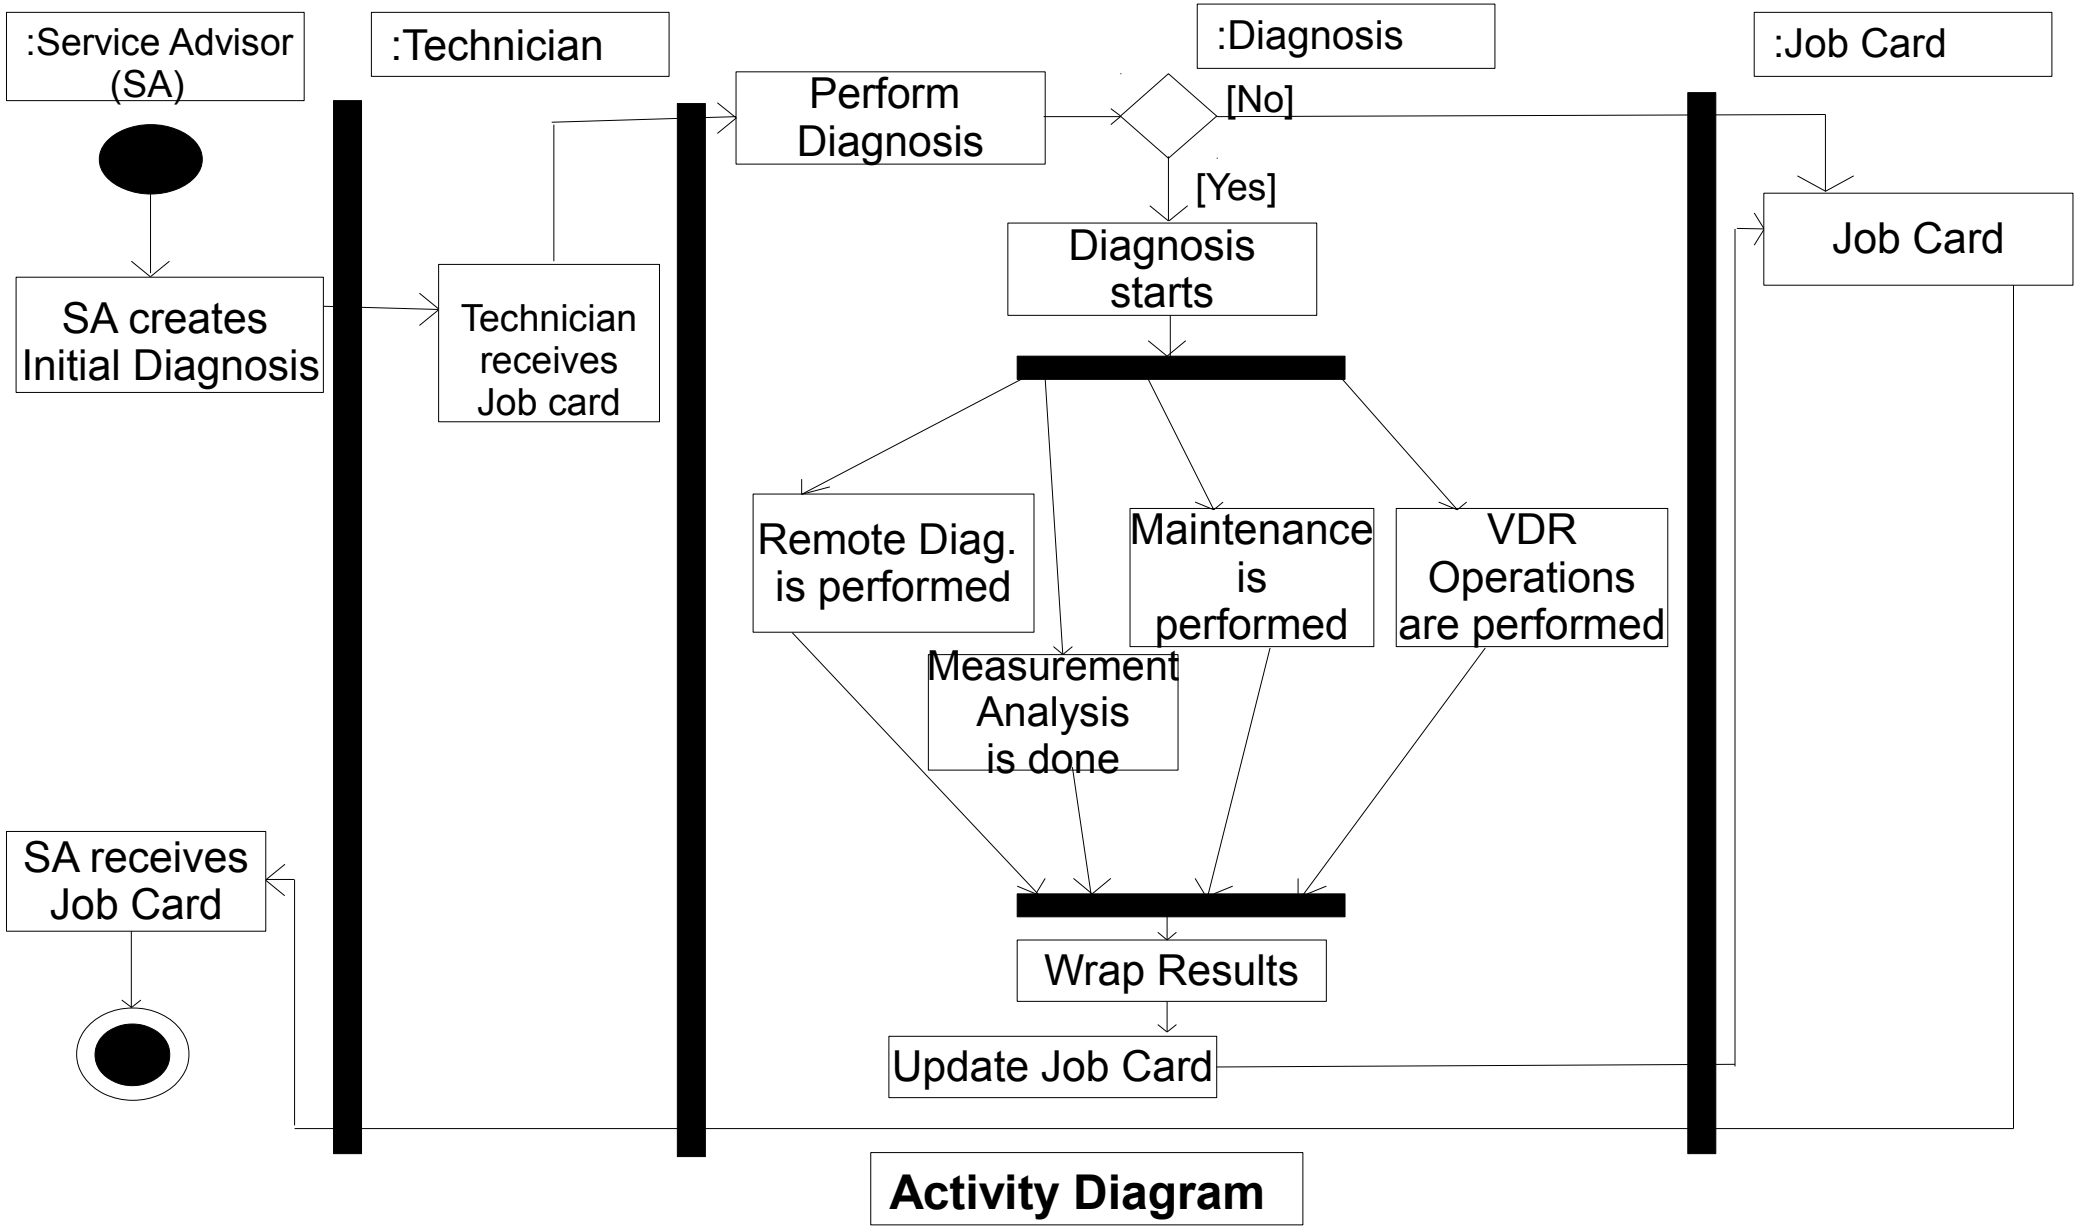 :Service Advisor
(SA)
:Technician
:Diagnosis
:Job Card
Perform
Diagnosis
[No]
[Yes]
Diagnosis
starts
Job Card
SA creates
Initial Diagnosis
Technician
receives
Job card
Remote Diag.
is performed
Measurement
Analysis
is done
Maintenance
is
performed
VDR
Operations
are performed
SA receives
Job Card
Wrap Results
Update Job Card
Activity Diagram